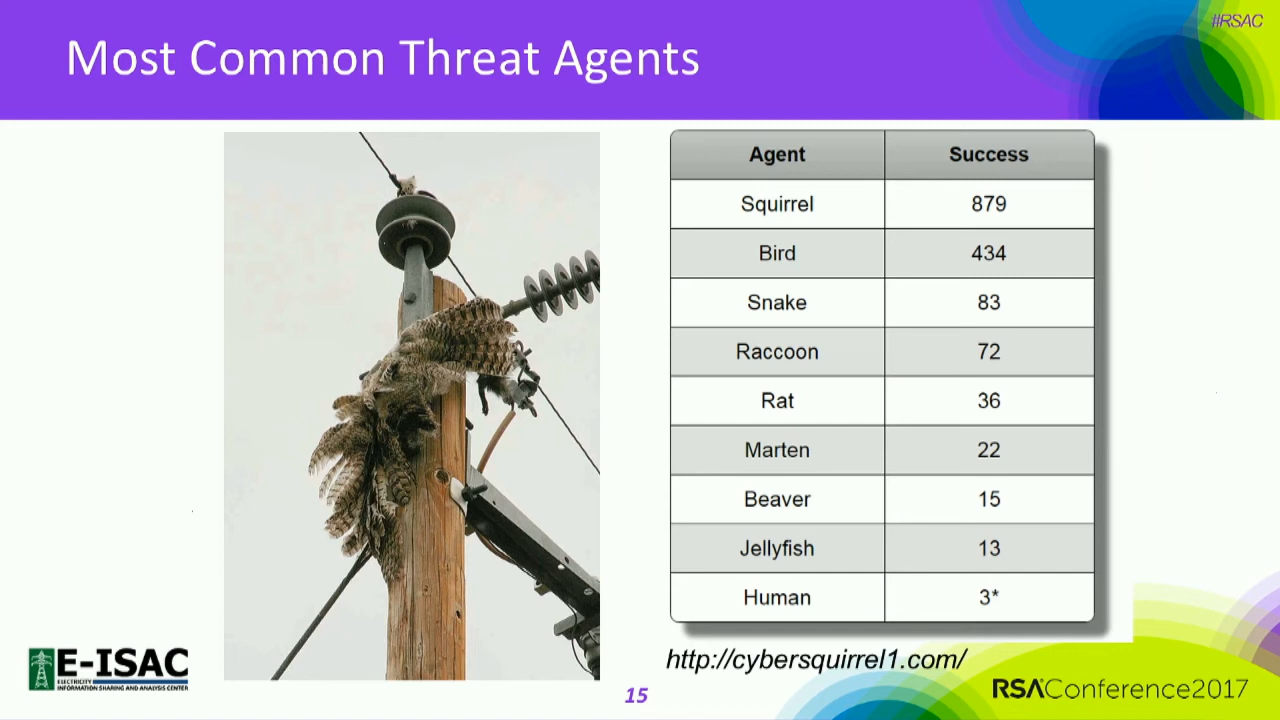 #RSAC
Most Common Threat Agents
Agent Success
Squirrel 879
Bird 434
Snake 83
Raccoon 72
Rat 36
Marten 22
Beaver 15
Jellyfish 13
Human 3*
http://cybersquirrel1.com/
E-ISAC
ELECTRICITY
INFORMATION SHARING AND ANALYSIS CENTER
15
RSAConference2017